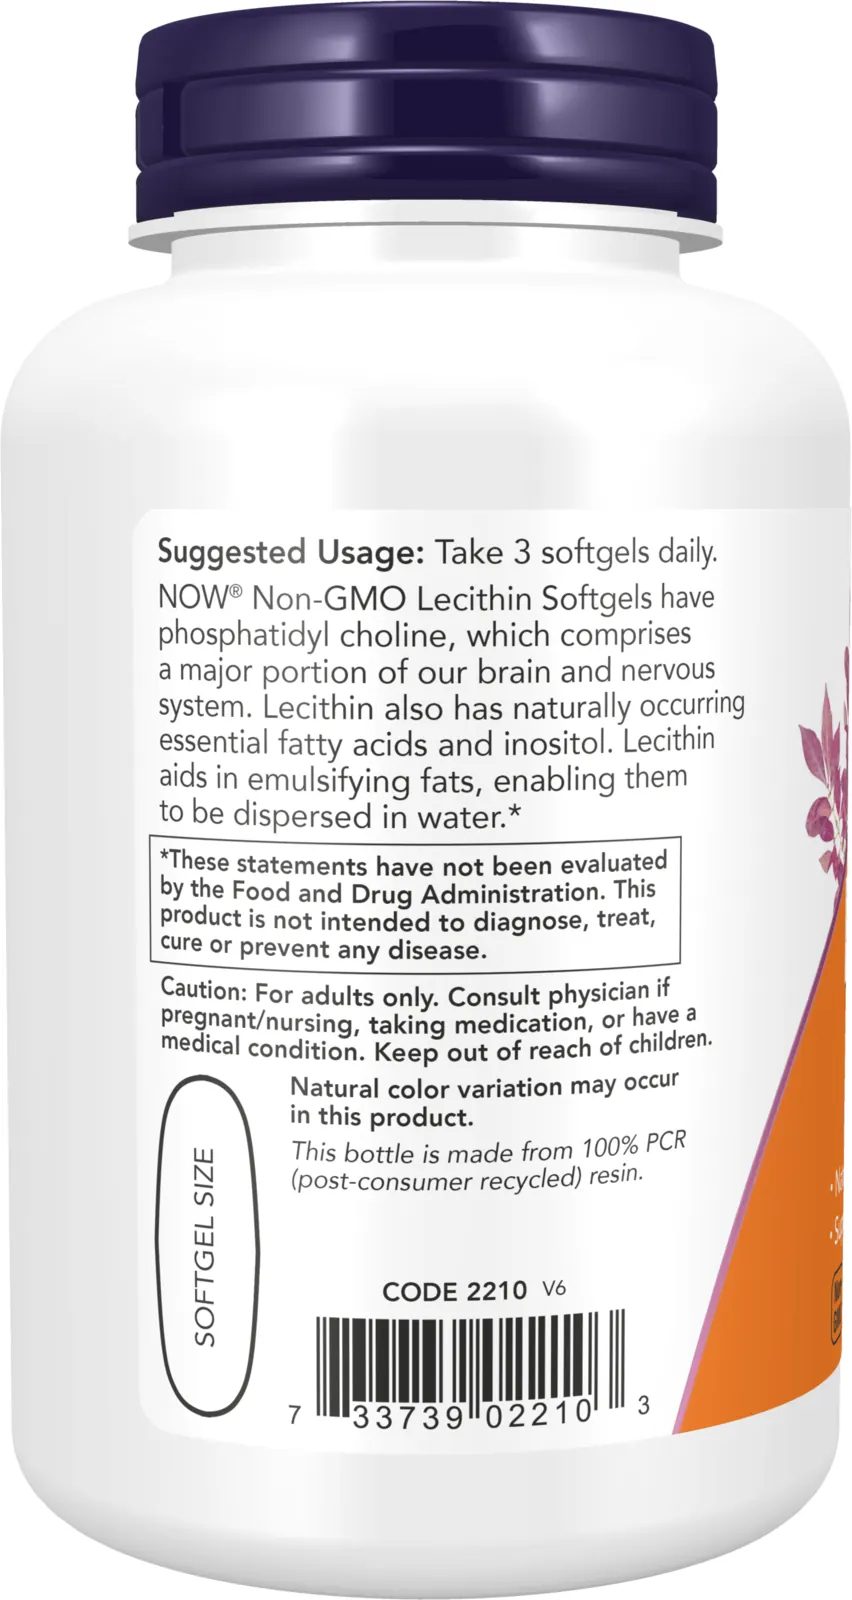 Suggested Usage: Take 3 softgels daily.
NOW® Non-GMO Lecithin Softgels have
phosphatidyl choline, which comprises
a major portion of our brain and nervous
system. Lecithin also has naturally occurring
essential fatty acids and inositol. Lecithin
aids in emulsifying fats, enabling them
to be dispersed in water.*
*These statements have not been evaluated
by the Food and Drug Administration. This
product is not intended to diagnose, treat,
cure or prevent any disease.
Caution: For adults only. Consult physician if
pregnant/nursing, taking medication, or have a
medical condition. Keep out of reach of children.
Natural color variation may occur
in this product.
This bottle is made from 100% PCR
(post-consumer recycled) resin.
SOFTGEL SIZE
CODE 2210 V6
7 33739 02210 3